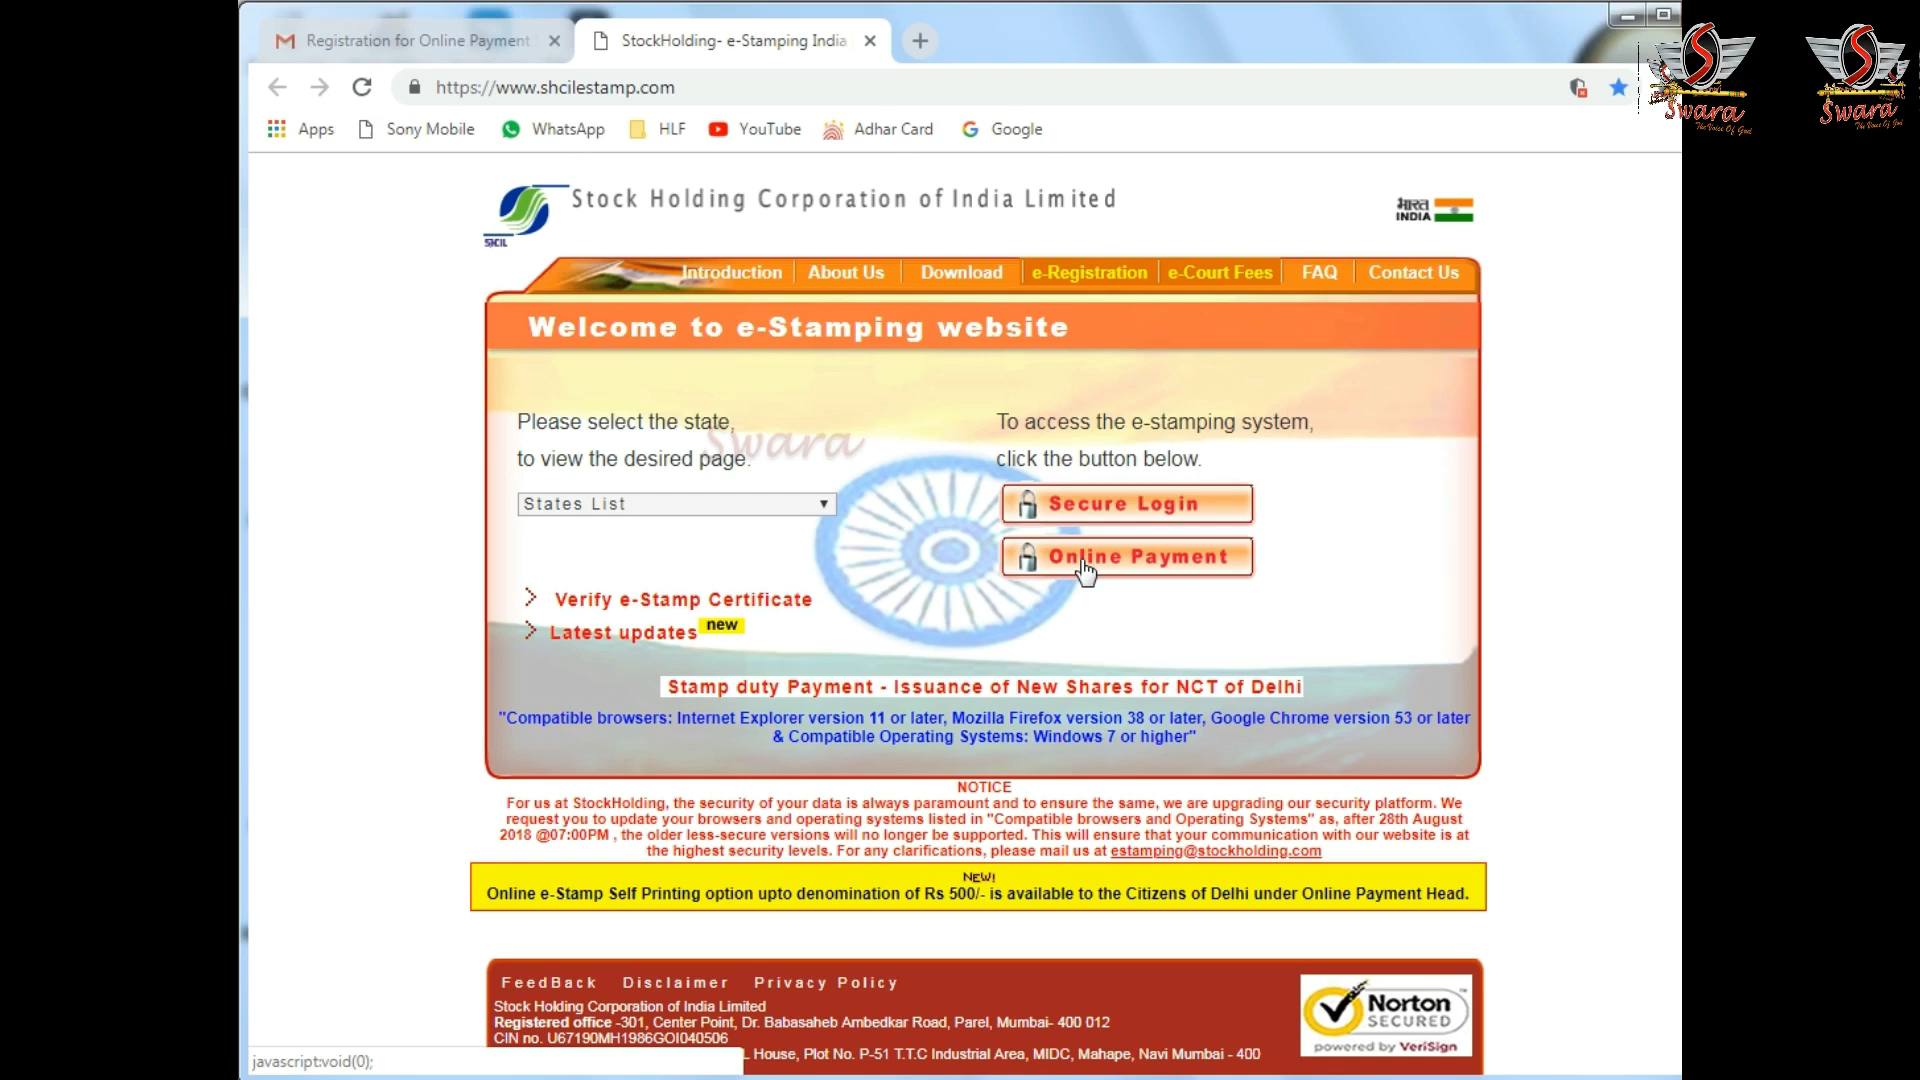 Registration for Online Payment
StockHolding- e-Stamping India
https://www.shcilestamp.com
Apps
Sony Mobile
WhatsApp
HLF
YouTube
Adhar Card
Google
Swara
The Voice Of God
Swara
The Voice Of God
SHCIL
Stock Holding Corporation of India Limited
भारत
INDIA
Introduction
About Us
Download
e-Registration
e-Court Fees
FAQ
Contact Us
Welcome to e-Stamping website
Please select the state,
to view the desired page.
Swara
To access the e-stamping system,
click the button below.
States List
Secure Login
Online Payment
Verify e-Stamp Certificate
Latest updates new
Stamp duty Payment - Issuance of New Shares for NCT of Delhi
"Compatible browsers: Internet Explorer version 11 or later, Mozilla Firefox version 38 or later, Google Chrome version 53 or later
& Compatible Operating Systems: Windows 7 or higher"
NOTICE
For us at StockHolding, the security of your data is always paramount and to ensure the same, we are upgrading our security platform. We
request you to update your browsers and operating systems listed in "Compatible browsers and Operating Systems" as, after 28th August
2018 @07:00PM , the older less-secure versions will no longer be supported. This will ensure that your communication with our website is at
the highest security levels. For any clarifications, please mail us at estamping@stockholding.com
NEW!
Online e-Stamp Self Printing option upto denomination of Rs 500/- is available to the Citizens of Delhi under Online Payment Head.
FeedBack
Disclaimer
Privacy Policy
Stock Holding Corporation of India Limited
Registered office -301, Center Point, Dr. Babasaheb Ambedkar Road, Parel, Mumbai- 400 012
CIN no. U67190MH1986GOI040506
House, Plot No. P-51 T.T.C Industrial Area, MIDC, Mahape, Navi Mumbai - 400
Norton
SECURED
powered by VeriSign
javascript:void(0);